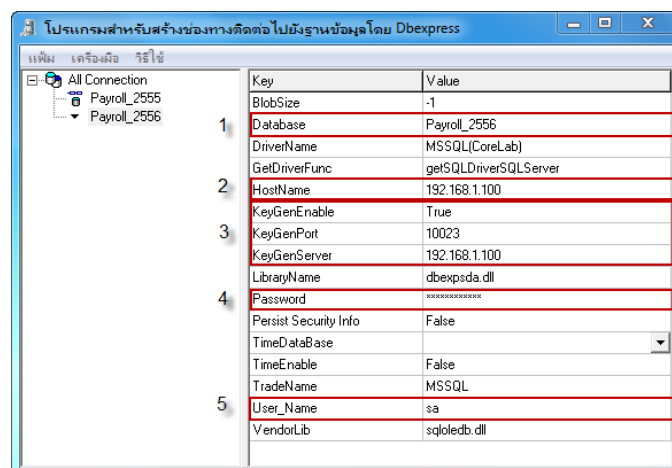 โปรแกรมสำหรับสร้างช่องทางติดต่อไปยังฐานข้อมูลโดย Dbexpress
แฟ้ม เครื่องมือ วิธีใช้
All Connection
Payroll_2555
Payroll_2556
Key Value
BlobSize -1
1 Database Payroll_2556
DriverName MSSQL(CoreLab)
GetDriverFunc getSQLDriverSQLServer
2 HostName 192.168.1.100
KeyGenEnable True
3 KeyGenPort 10023
KeyGenServer 192.168.1.100
LibraryName dbexpsda.dll
4 Password ************
Persist Security Info False
TimeDataBase
TimeEnable False
TradeName MSSQL
5 User_Name sa
VendorLib sqloledb.dll